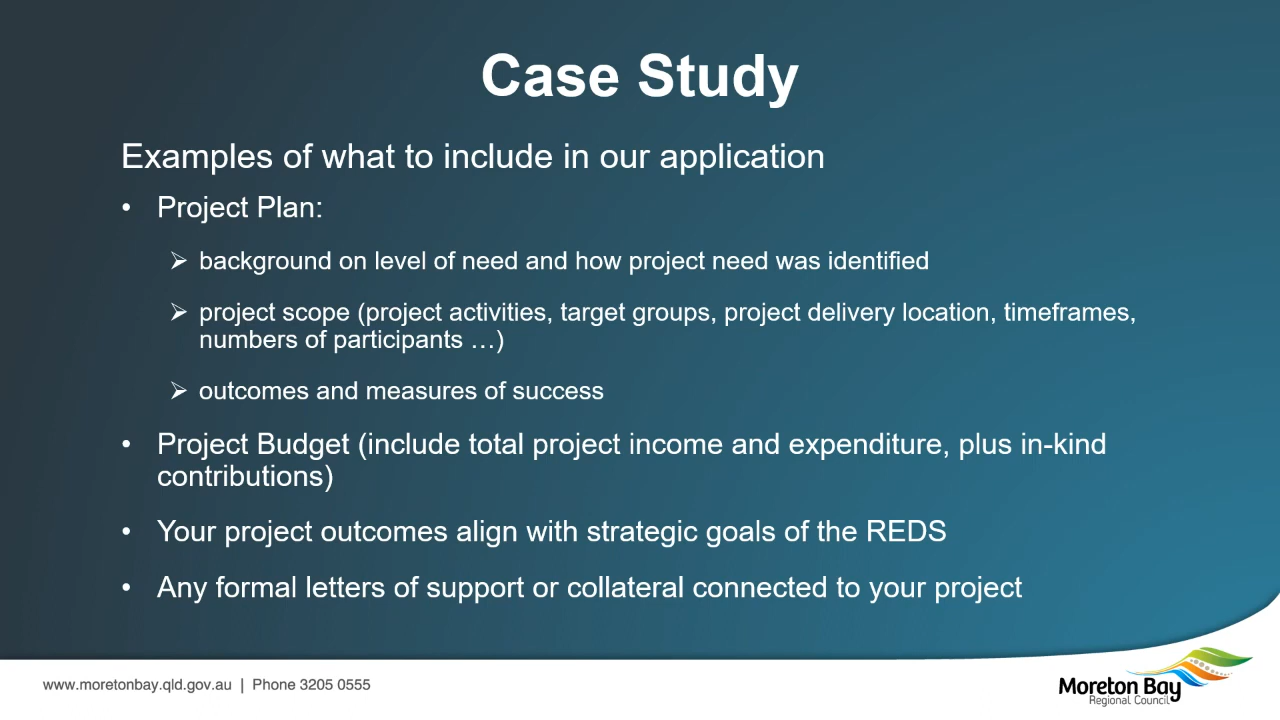 Case Study
Examples of what to include in our application
• Project Plan:
➢ background on level of need and how project need was identified
➢ project scope (project activities, target groups, project delivery location, timeframes,
numbers of participants …)
➢ outcomes and measures of success
• Project Budget (include total project income and expenditure, plus in-kind
contributions)
• Your project outcomes align with strategic goals of the REDS
• Any formal letters of support or collateral connected to your project
www.moretonbay.qld.gov.au | Phone 3205 0555
Moreton Bay
Regional Council